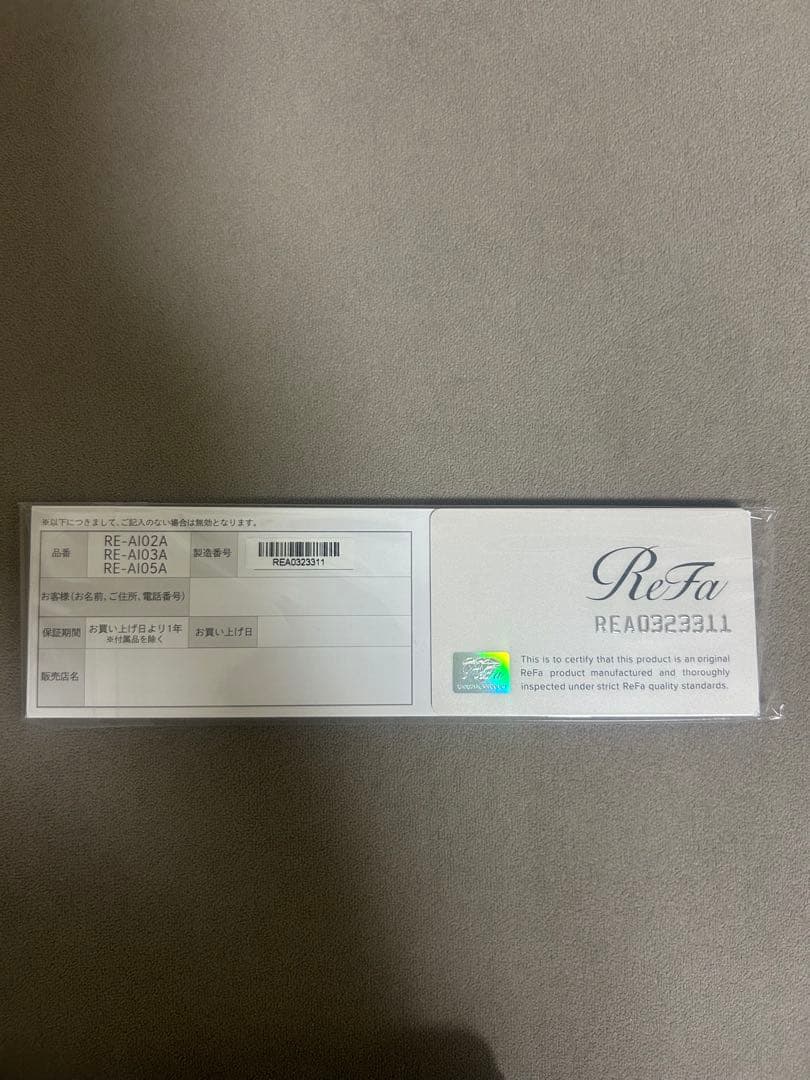 ※以下につきまして、ご記入のない場合は無効となります。
品番
RE-AI02A
RE-AI03A
RE-AI05A
製造番号
REA0323311
お客様(お名前、ご住所、電話番号)
保証期間
お買い上げ日より1年
※付属品を除く
お買い上げ日
販売店名
ReFa
REA0323311
This is to certify that this product is an original
ReFa product manufactured and thoroughly
inspected under strict ReFa quality standards.
ReFa